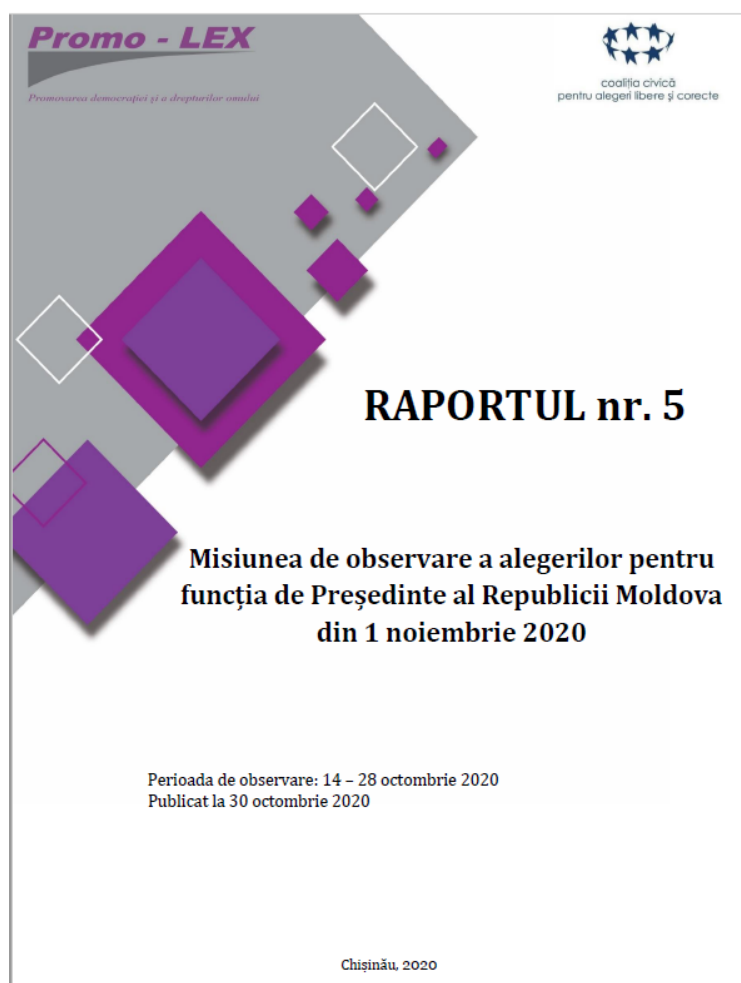 Promo - LEX
Promovarea democrației și a drepturilor omului
coaliția civică
pentru alegeri libere și corecte
RAPORTUL nr. 5
Misiunea de observare a alegerilor pentru
funcția de Președinte al Republicii Moldova
din 1 noiembrie 2020
Perioada de observare: 14 – 28 octombrie 2020
Publicat la 30 octombrie 2020
Chișinău, 2020